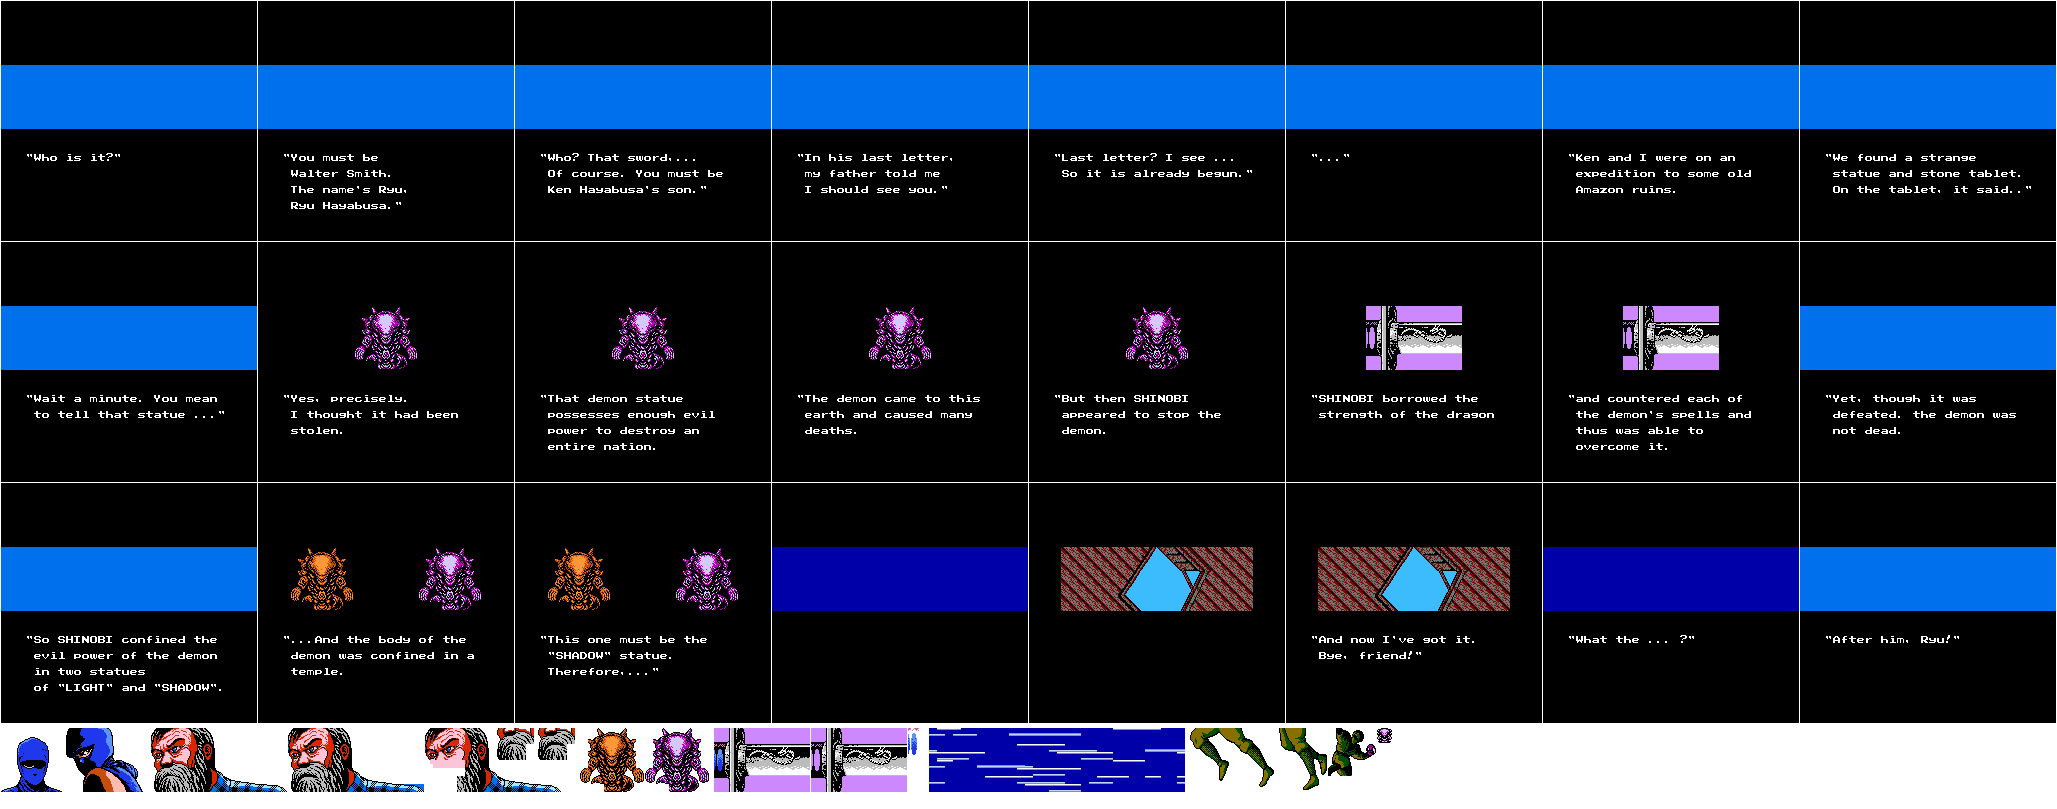 "Who is it?"
"You must be
Walter Smith.
The name's Ryu,
Ryu Hayabusa."
"Who? That sword,...
Of course. You must be
Ken Hayabusa's son."
"In his last letter,
my father told me
I should see you."
"Last letter? I see ...
So it is already begun."
"..."
"Ken and I were on an
expedition to some old
Amazon ruins.
"We found a strange
statue and stone tablet.
On the tablet, it said.."
"Wait a minute. You mean
to tell that statue ..."
"Yes, precisely.
I thought it had been
stolen.
"That demon statue
possesses enough evil
power to destroy an
entire nation.
"The demon came to this
earth and caused many
deaths.
"But then SHINOBI
appeared to stop the
demon.
"SHINOBI borrowed the
strength of the dragon
"and countered each of
the demon's spells and
thus was able to
overcome it.
"Yet, though it was
defeated, the demon was
not dead.
"So SHINOBI confined the
evil power of the demon
in two statues
of "LIGHT" and "SHADOW".
"...And the body of the
demon was confined in a
temple.
"This one must be the
"SHADOW" statue.
Therefore,..."
"And now I've got it.
Bye, friend!"
"What the ... ?"
"After him, Ryu!"